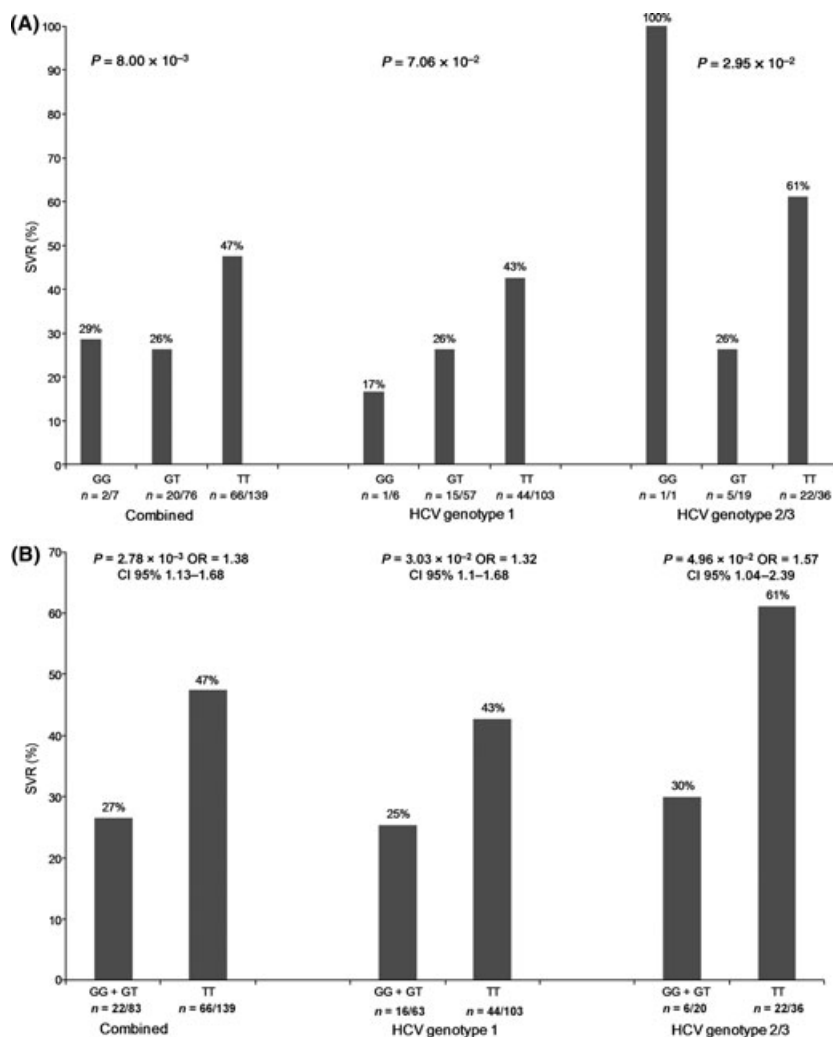 (A)
P = 8.00 × 10⁻³
P = 7.06 × 10⁻²
P = 2.95 × 10⁻²
SVR (%)
100
90
80
70
60
50
40
30
20
10
0
29%
26%
47%
17%
26%
43%
100%
26%
61%
GG GT TT
n = 2/7 n = 20/76 n = 66/139
Combined
GG GT TT
n = 1/6 n = 15/57 n = 44/103
HCV genotype 1
GG GT TT
n = 1/1 n = 5/19 n = 22/36
HCV genotype 2/3
(B)
P = 2.78 × 10⁻³ OR = 1.38
CI 95% 1.13–1.68
P = 3.03 × 10⁻² OR = 1.32
CI 95% 1.1–1.68
P = 4.96 × 10⁻² OR = 1.57
CI 95% 1.04–2.39
SVR (%)
70
60
50
40
30
20
10
0
27%
47%
25%
43%
30%
61%
GG + GT TT
n = 22/83 n = 66/139
Combined
GG + GT TT
n = 16/63 n = 44/103
HCV genotype 1
GG + GT TT
n = 6/20 n = 22/36
HCV genotype 2/3